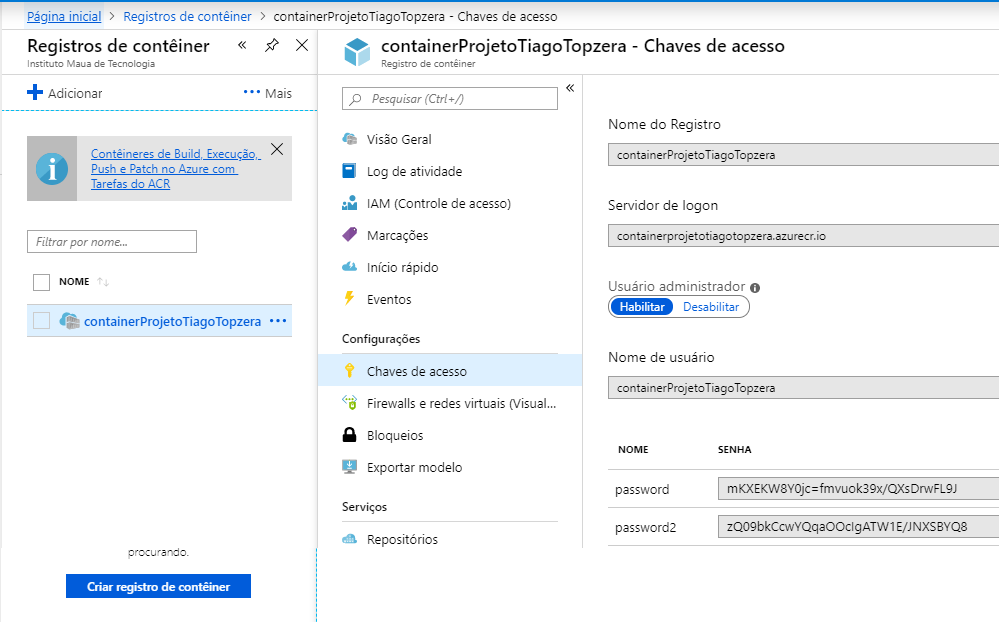 Página inicial > Registros de contêiner > containerProjetoTiagoTopzera - Chaves de acesso
Registros de contêiner
Instituto Maua de Tecnologia
Adicionar
Mais
Contêineres de Build, Execução,
Push e Patch no Azure com
Tarefas do ACR
Filtrar por nome...
NOME
containerProjetoTiagoTopzera
procurando.
Criar registro de contêiner
containerProjetoTiagoTopzera - Chaves de acesso
Registro de contêiner
Pesquisar (Ctrl+/)
Visão Geral
Log de atividade
IAM (Controle de acesso)
Marcações
Início rápido
Eventos
Configurações
Chaves de acesso
Firewalls e redes virtuais (Visual...
Bloqueios
Exportar modelo
Serviços
Repositórios
Nome do Registro
containerProjetoTiagoTopzera
Servidor de logon
containerprojetotiagotopzera.azurecr.io
Usuário administrador
Habilitar Desabilitar
Nome de usuário
containerProjetoTiagoTopzera
NOME SENHA
password mKXEKW8Y0jc=fmvuok39x/QXsDrwFL9J
password2 zQ09bkCcwYQqaOOcIgATW1E/JNXSBYQ8